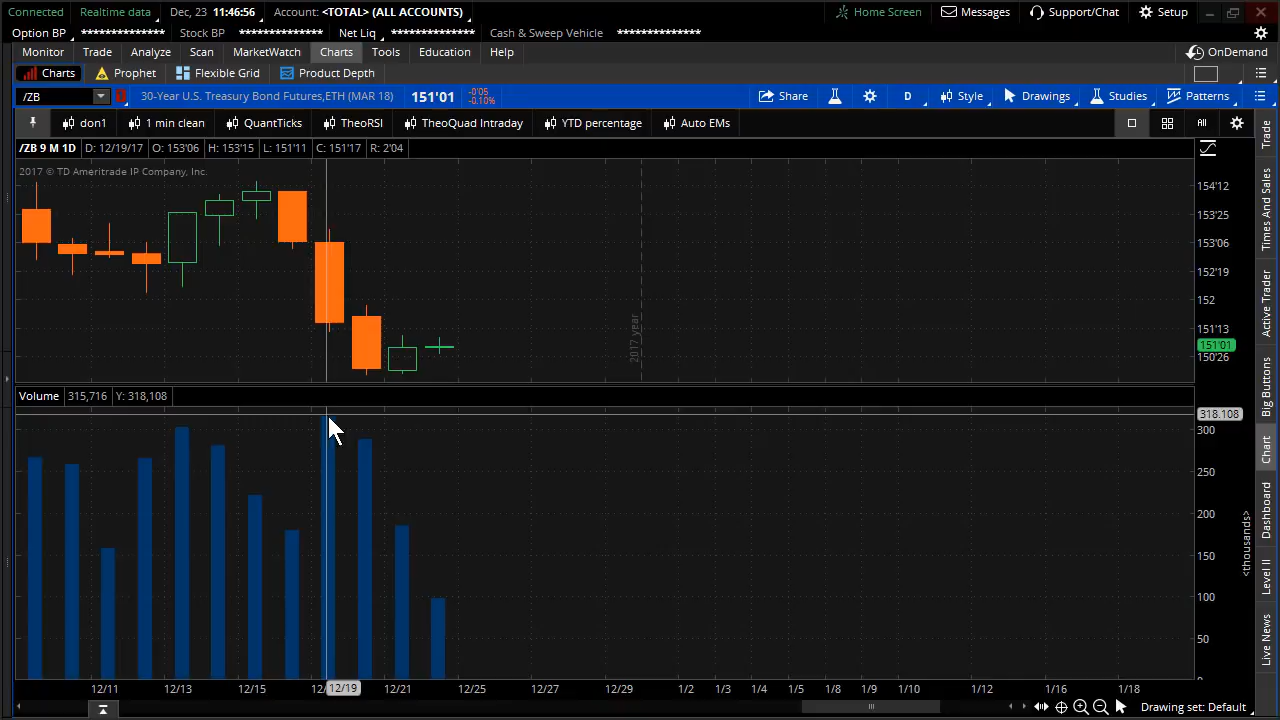 Connected Realtime data Dec, 23 11:46:56 Account: <TOTAL> (ALL ACCOUNTS) Home Screen Messages Support/Chat Setup
Option BP ************** Stock BP ************** Net Liq ************** Cash & Sweep Vehicle **************
Monitor Trade Analyze Scan MarketWatch Charts Tools Education Help OnDemand
Charts Prophet Flexible Grid Product Depth
/ZB 30-Year U.S. Treasury Bond Futures,ETH (MAR 18) 151'01 -0'05 Share D Style Drawings Studies Patterns
-0.10%
don1 1 min clean QuantTicks TheoRSI TheoQuad Intraday YTD percentage Auto EMs All
/ZB 9 M 1D D: 12/19/17 O: 153'06 H: 153'15 L: 151'11 C: 151'17 R: 2'04
2017 © TD Ameritrade IP Company, Inc.
154'12
153'25
153'06
152'19
152
151'13
151'01
150'26
2017 year
Volume 315,716 Y: 318,108
318.108
300
250
200
150
100
50
<thousands>
12/11 12/13 12/15 12/19 12/21 12/25 12/27 12/29 1/2 1/3 1/4 1/5 1/8 1/9 1/10 1/12 1/16 1/18
Drawing set: Default
Trade
Times And Sales
Active Trader
Big Buttons
Chart
Dashboard
Level II
Live News